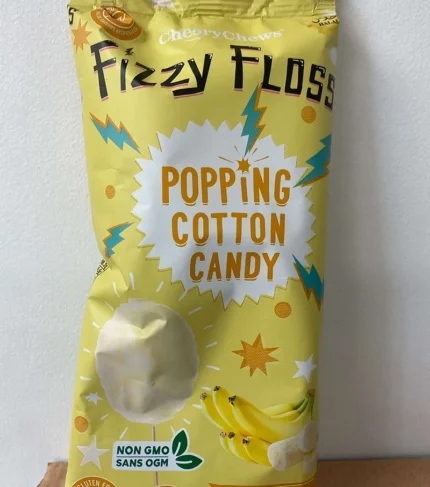 CheeryChews
Fizzy FLOSS
POPPiNG
COTTON
CANDY
NON GMO
SANS OGM